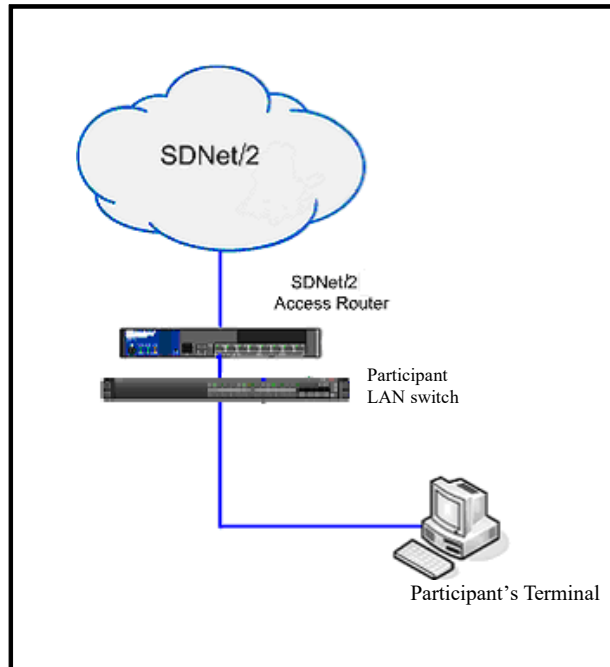 SDNet/2
SDNet/2
Access Router
Participant
LAN switch
Participant’s Terminal